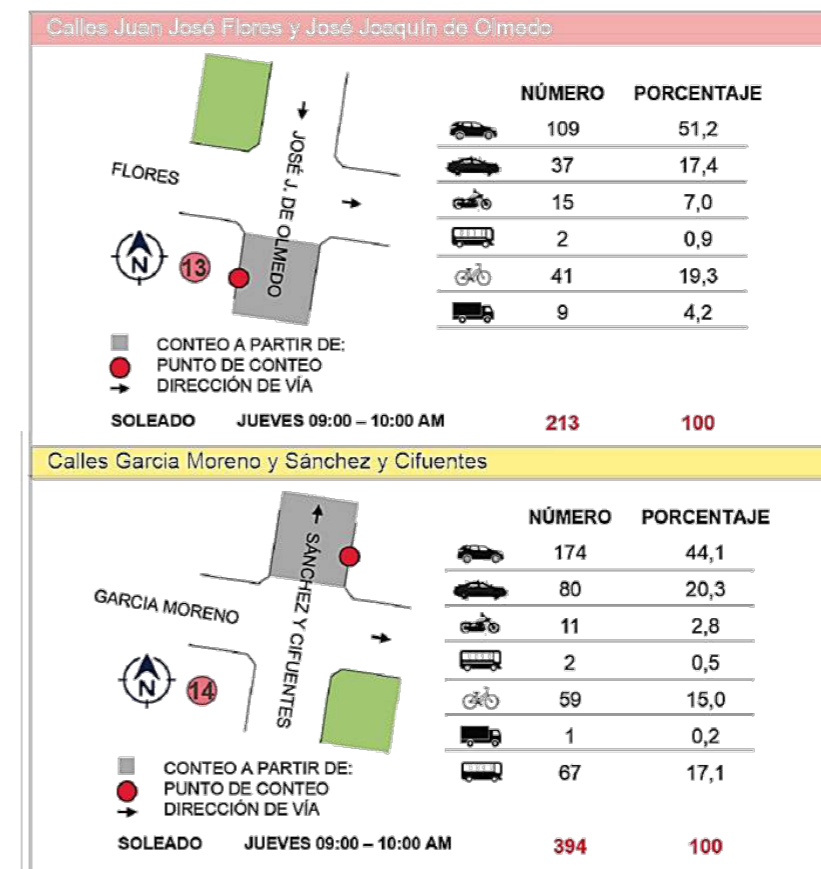 Calles Juan José Flores y José Joaquín de Olmedo
NÚMERO PORCENTAJE
109 51,2
37 17,4
15 7,0
2 0,9
41 19,3
9 4,2
FLORES
JOSÉ J. DE OLMEDO
N
13
CONTEO A PARTIR DE:
PUNTO DE CONTEO
DIRECCIÓN DE VÍA
SOLEADO JUEVES 09:00 – 10:00 AM 213 100
Calles Garcia Moreno y Sánchez y Cifuentes
NÚMERO PORCENTAJE
174 44,1
80 20,3
11 2,8
2 0,5
59 15,0
1 0,2
67 17,1
GARCIA MORENO
SÁNCHEZ Y CIFUENTES
N
14
CONTEO A PARTIR DE:
PUNTO DE CONTEO
DIRECCIÓN DE VÍA
SOLEADO JUEVES 09:00 – 10:00 AM 394 100